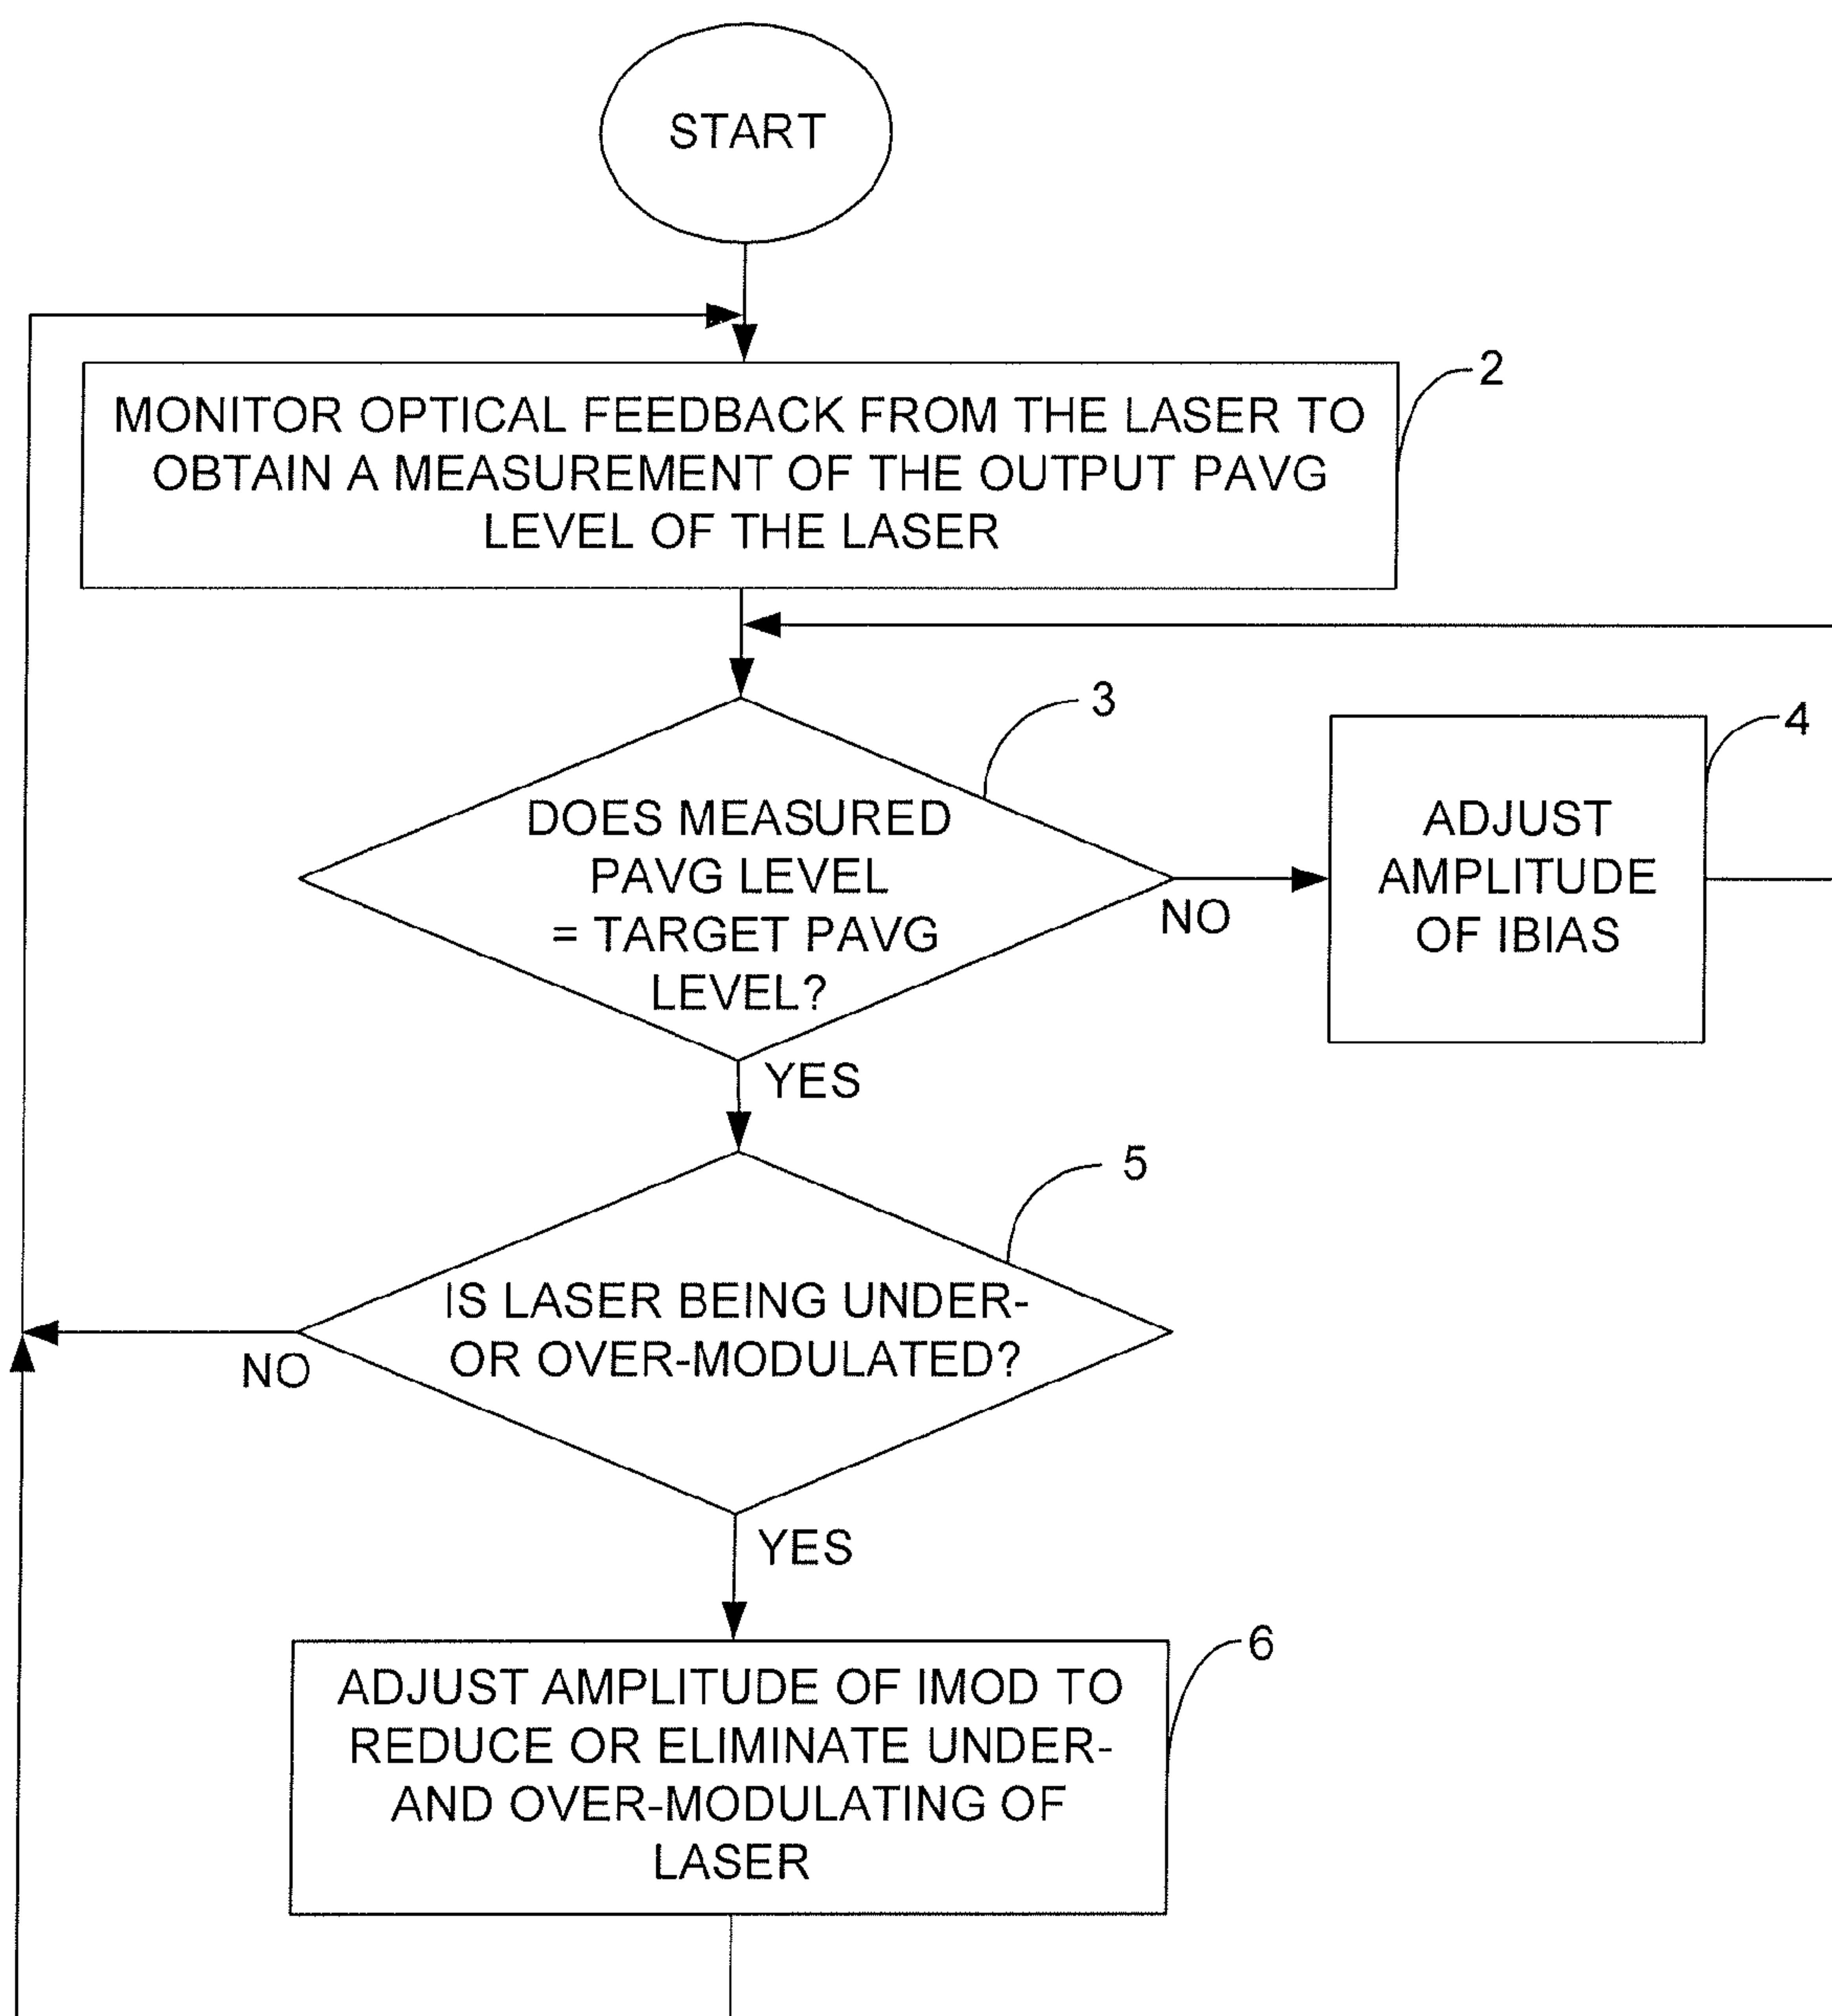 START
2
MONITOR OPTICAL FEEDBACK FROM THE LASER TO
OBTAIN A MEASUREMENT OF THE OUTPUT PAVG
LEVEL OF THE LASER
3
DOES MEASURED
PAVG LEVEL
= TARGET PAVG
LEVEL?
NO
4
ADJUST
AMPLITUDE
OF IBIAS
YES
5
IS LASER BEING UNDER-
OR OVER-MODULATED?
NO
YES
6
ADJUST AMPLITUDE OF IMOD TO
REDUCE OR ELIMINATE UNDER-
AND OVER-MODULATING OF
LASER